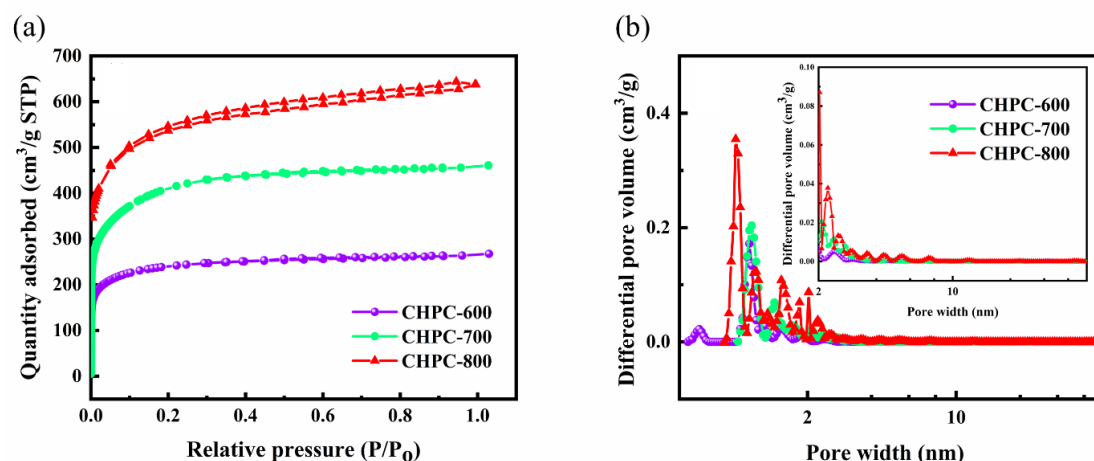 (a)
700
600
500
400
300
200
100
0
0.0 0.2 0.4 0.6 0.8 1.0
Quantity adsorbed (cm³/g STP)
Relative pressure (P/P₀)
CHPC-600
CHPC-700
CHPC-800
(b)
0.4
0.2
0.0
2 10
Differential pore volume (cm³/g)
Pore width (nm)
0.10
0.08
0.06
0.04
0.02
0.00
2 10
Differential pore volume (cm³/g)
Pore width (nm)
CHPC-600
CHPC-700
CHPC-800